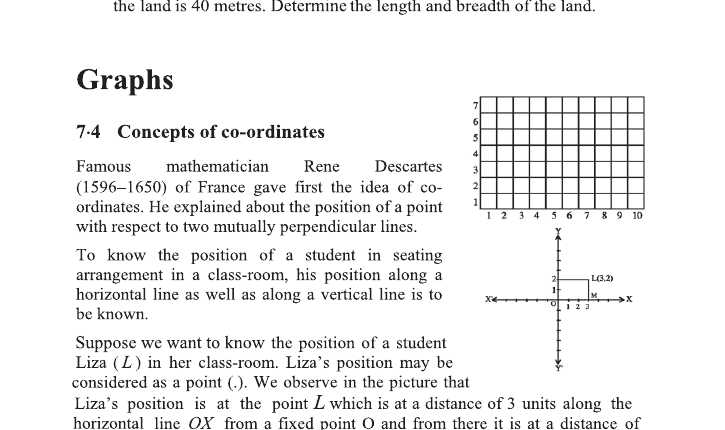 the land is 40 metres. Determine the length and breadth of the land.
Graphs
7·4 Concepts of co-ordinates
Famous mathematician Rene Descartes
(1596–1650) of France gave first the idea of co-
ordinates. He explained about the position of a point
with respect to two mutually perpendicular lines.
To know the position of a student in seating
arrangement in a class-room, his position along a
horizontal line as well as along a vertical line is to
be known.
Suppose we want to know the position of a student
Liza (L) in her class-room. Liza’s position may be
considered as a point (.). We observe in the picture that
Liza’s position is at the point L which is at a distance of 3 units along the
horizontal line OX from a fixed point O and from there it is at a distance of
7
6
5
4
3
2
1
1 2 3 4 5 6 7 8 9 10
Y
2 L(3,2)
1 M
X′ O 1 2 3 X
Y′